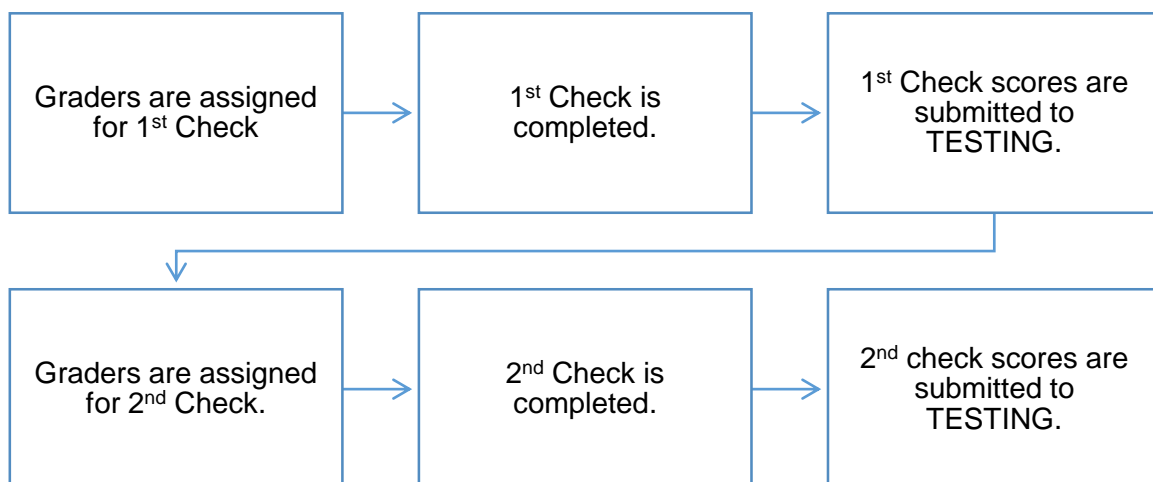 Graders are assigned
for 1st Check
1st Check is
completed.
1st Check scores are
submitted to
TESTING.
Graders are assigned
for 2nd Check.
2nd Check is
completed.
2nd check scores are
submitted to
TESTING.